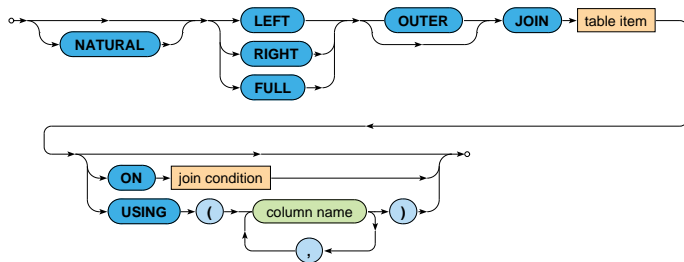 LEFT OUTER JOIN table item
NATURAL RIGHT
FULL
ON join condition
USING ( column name )
,